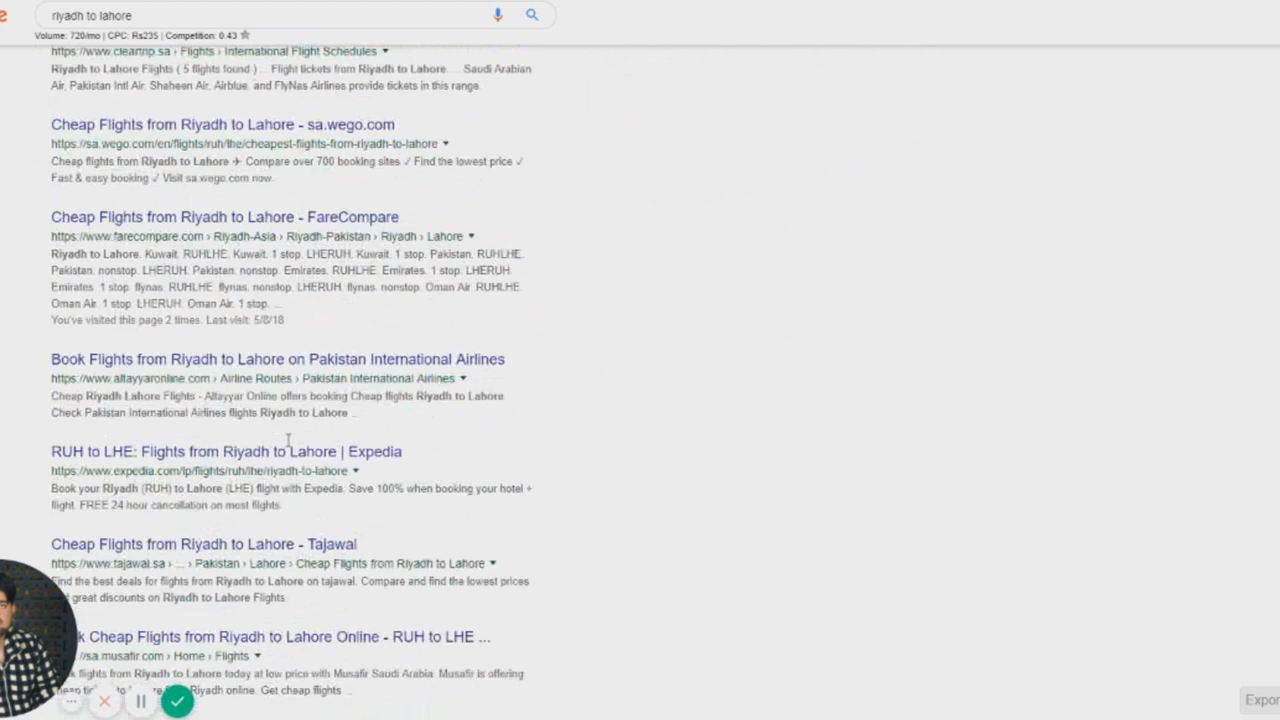 riyadh to lahore
Volume: 720/mo | CPC: Rs235 | Competition: 0.43
https://www.cleartrip.sa › Flights › International Flight Schedules
Riyadh to Lahore Flights ( 5 flights found ) ... Flight tickets from Riyadh to Lahore. ... Saudi Arabian
Air, Pakistan Intl Air, Shaheen Air, Airblue, and FlyNas Airlines provide tickets in this range.
Cheap Flights from Riyadh to Lahore - sa.wego.com
https://sa.wego.com/en/flights/ruh/lhe/cheapest-flights-from-riyadh-to-lahore
Cheap flights from Riyadh to Lahore ✈ Compare over 700 booking sites ✓ Find the lowest price ✓
Fast & easy booking ✓ Visit sa.wego.com now.
Cheap Flights from Riyadh to Lahore - FareCompare
https://www.farecompare.com › Riyadh-Asia › Riyadh-Pakistan › Riyadh › Lahore
Riyadh to Lahore. Kuwait. RUHLHE. Kuwait. 1 stop. LHERUH. Kuwait. 1 stop. Pakistan. RUHLHE.
Pakistan. nonstop. LHERUH. Pakistan. nonstop. Emirates. RUHLHE. Emirates. 1 stop. LHERUH.
Emirates. 1 stop. flynas. RUHLHE. flynas. nonstop. LHERUH. flynas. nonstop. Oman Air. RUHLHE.
Oman Air. 1 stop. LHERUH. Oman Air. 1 stop. ...
You've visited this page 2 times. Last visit: 5/8/18
Book Flights from Riyadh to Lahore on Pakistan International Airlines
https://www.altayyaronline.com › Airline Routes › Pakistan International Airlines
Cheap Riyadh Lahore Flights - Altayyar Online offers booking Cheap flights Riyadh to Lahore
Check Pakistan International Airlines flights Riyadh to Lahore ...
RUH to LHE: Flights from Riyadh to Lahore | Expedia
https://www.expedia.com/lp/flights/ruh/lhe/riyadh-to-lahore
Book your Riyadh (RUH) to Lahore (LHE) flight with Expedia. Save 100% when booking your hotel +
flight. FREE 24 hour cancellation on most flights.
Cheap Flights from Riyadh to Lahore - Tajawal
https://www.tajawal.sa › ... › Pakistan › Lahore › Cheap Flights from Riyadh to Lahore
Find the best deals for flights from Riyadh to Lahore on tajawal. Compare and find the lowest prices
great discounts on Riyadh to Lahore Flights.
k Cheap Flights from Riyadh to Lahore Online - RUH to LHE ...
//sa.musafir.com › Home › Flights
k flights from Riyadh to Lahore today at low price with Musafir Saudi Arabia. Musafir is offering
Riyadh online. Get cheap flights ...
Expor